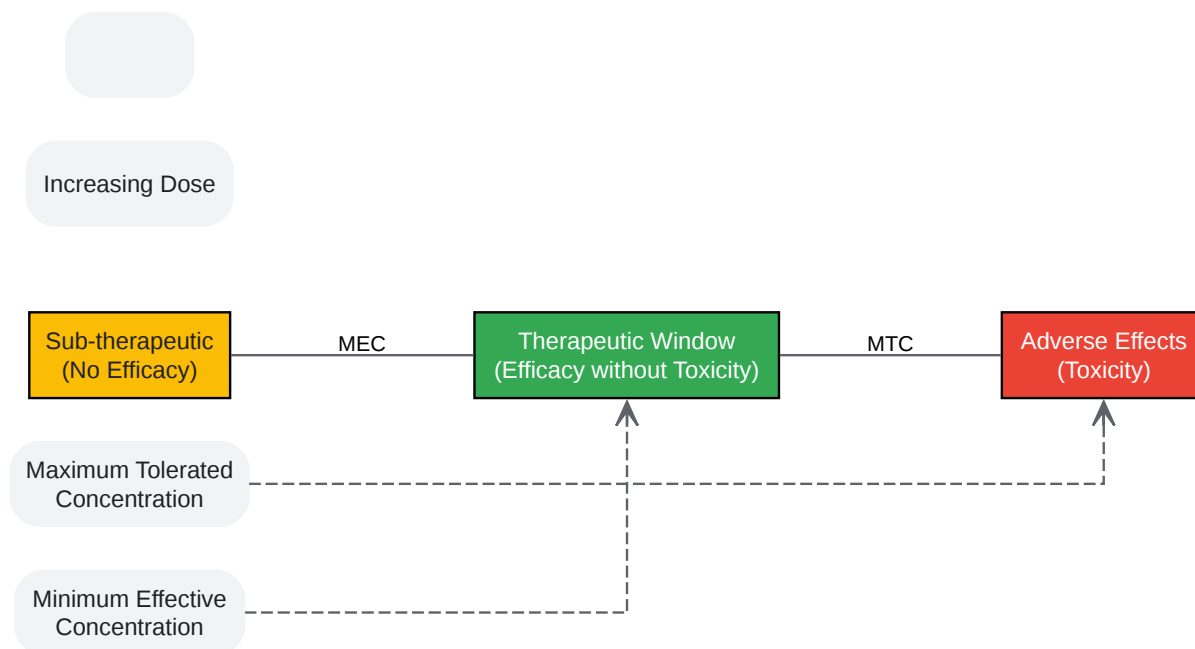 Increasing Dose
Sub-therapeutic
(No Efficacy)
MEC
Therapeutic Window
(Efficacy without Toxicity)
MTC
Adverse Effects
(Toxicity)
Maximum Tolerated
Concentration
Minimum Effective
Concentration